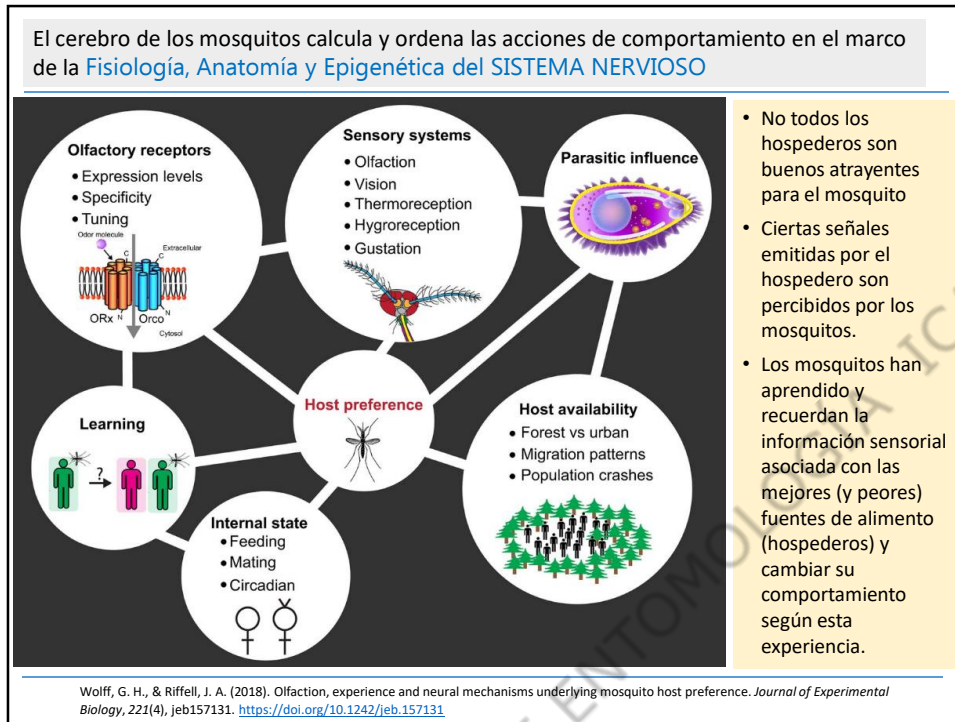 El cerebro de los mosquitos calcula y ordena las acciones de comportamiento en el marco
de la Fisiología, Anatomía y Epigenética del SISTEMA NERVIOSO
Olfactory receptors
• Expression levels
• Specificity
• Tuning
Odor molecule
C
C
Extracellular
ORx
N
Orco
N
Cytosol
Sensory systems
• Olfaction
• Vision
• Thermoreception
• Hygroreception
• Gustation
Parasitic influence
Host preference
Learning
?
Internal state
• Feeding
• Mating
• Circadian
Host availability
• Forest vs urban
• Migration patterns
• Population crashes
• No todos los
hospederos son
buenos atrayentes
para el mosquito
• Ciertas señales
emitidas por el
hospedero son
percibidos por los
mosquitos.
• Los mosquitos han
aprendido y
recuerdan la
información sensorial
asociada con las
mejores (y peores)
fuentes de alimento
(hospederos) y
cambiar su
comportamiento
según esta
experiencia.
ENTOMOLOGÍA
Wolff, G. H., & Riffell, J. A. (2018). Olfaction, experience and neural mechanisms underlying mosquito host preference. Journal of Experimental
Biology, 221(4), jeb157131. https://doi.org/10.1242/jeb.157131